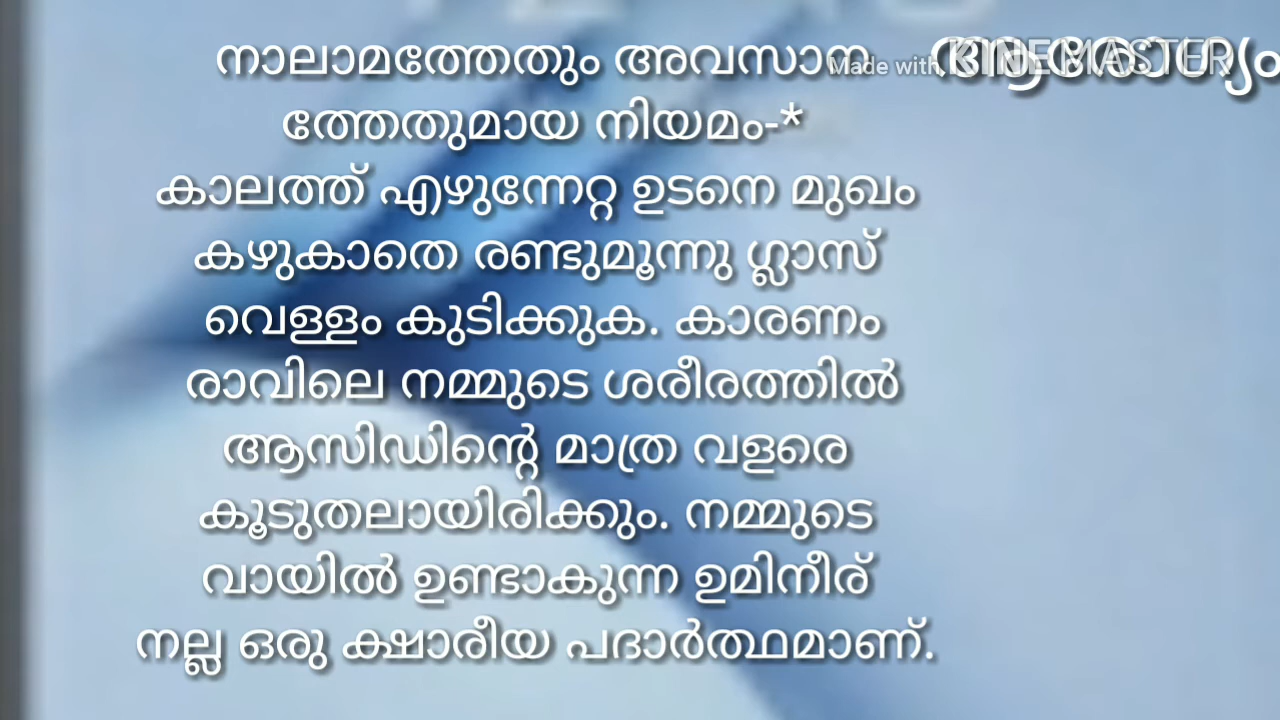 നാലാമത്തേതും അവസാന
ത്തേതുമായ നിയമം-*
കാലത്ത് എഴുന്നേറ്റ ഉടനെ മുഖം
കഴുകാതെ രണ്ടുമൂന്നു ഗ്ലാസ്
വെള്ളം കുടിക്കുക. കാരണം
രാവിലെ നമ്മുടെ ശരീരത്തിൽ
ആസിഡിന്റെ മാത്ര വളരെ
കൂടുതലായിരിക്കും. നമ്മുടെ
വായിൽ ഉണ്ടാകുന്ന ഉമിനീര്
നല്ല ഒരു ക്ഷാരീയ പദാർത്ഥമാണ്.
Made with KINEMASTER